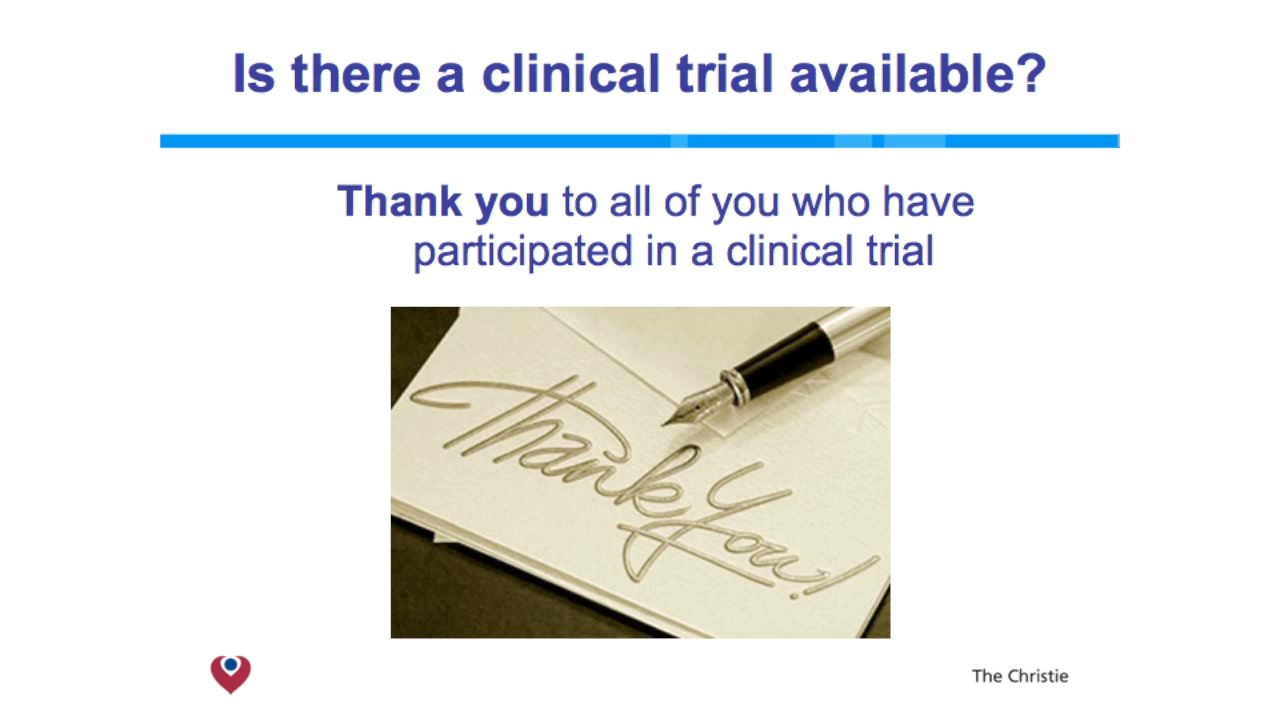 Is there a clinical trial available?
Thank you to all of you who have
participated in a clinical trial
Thank You!
The Christie